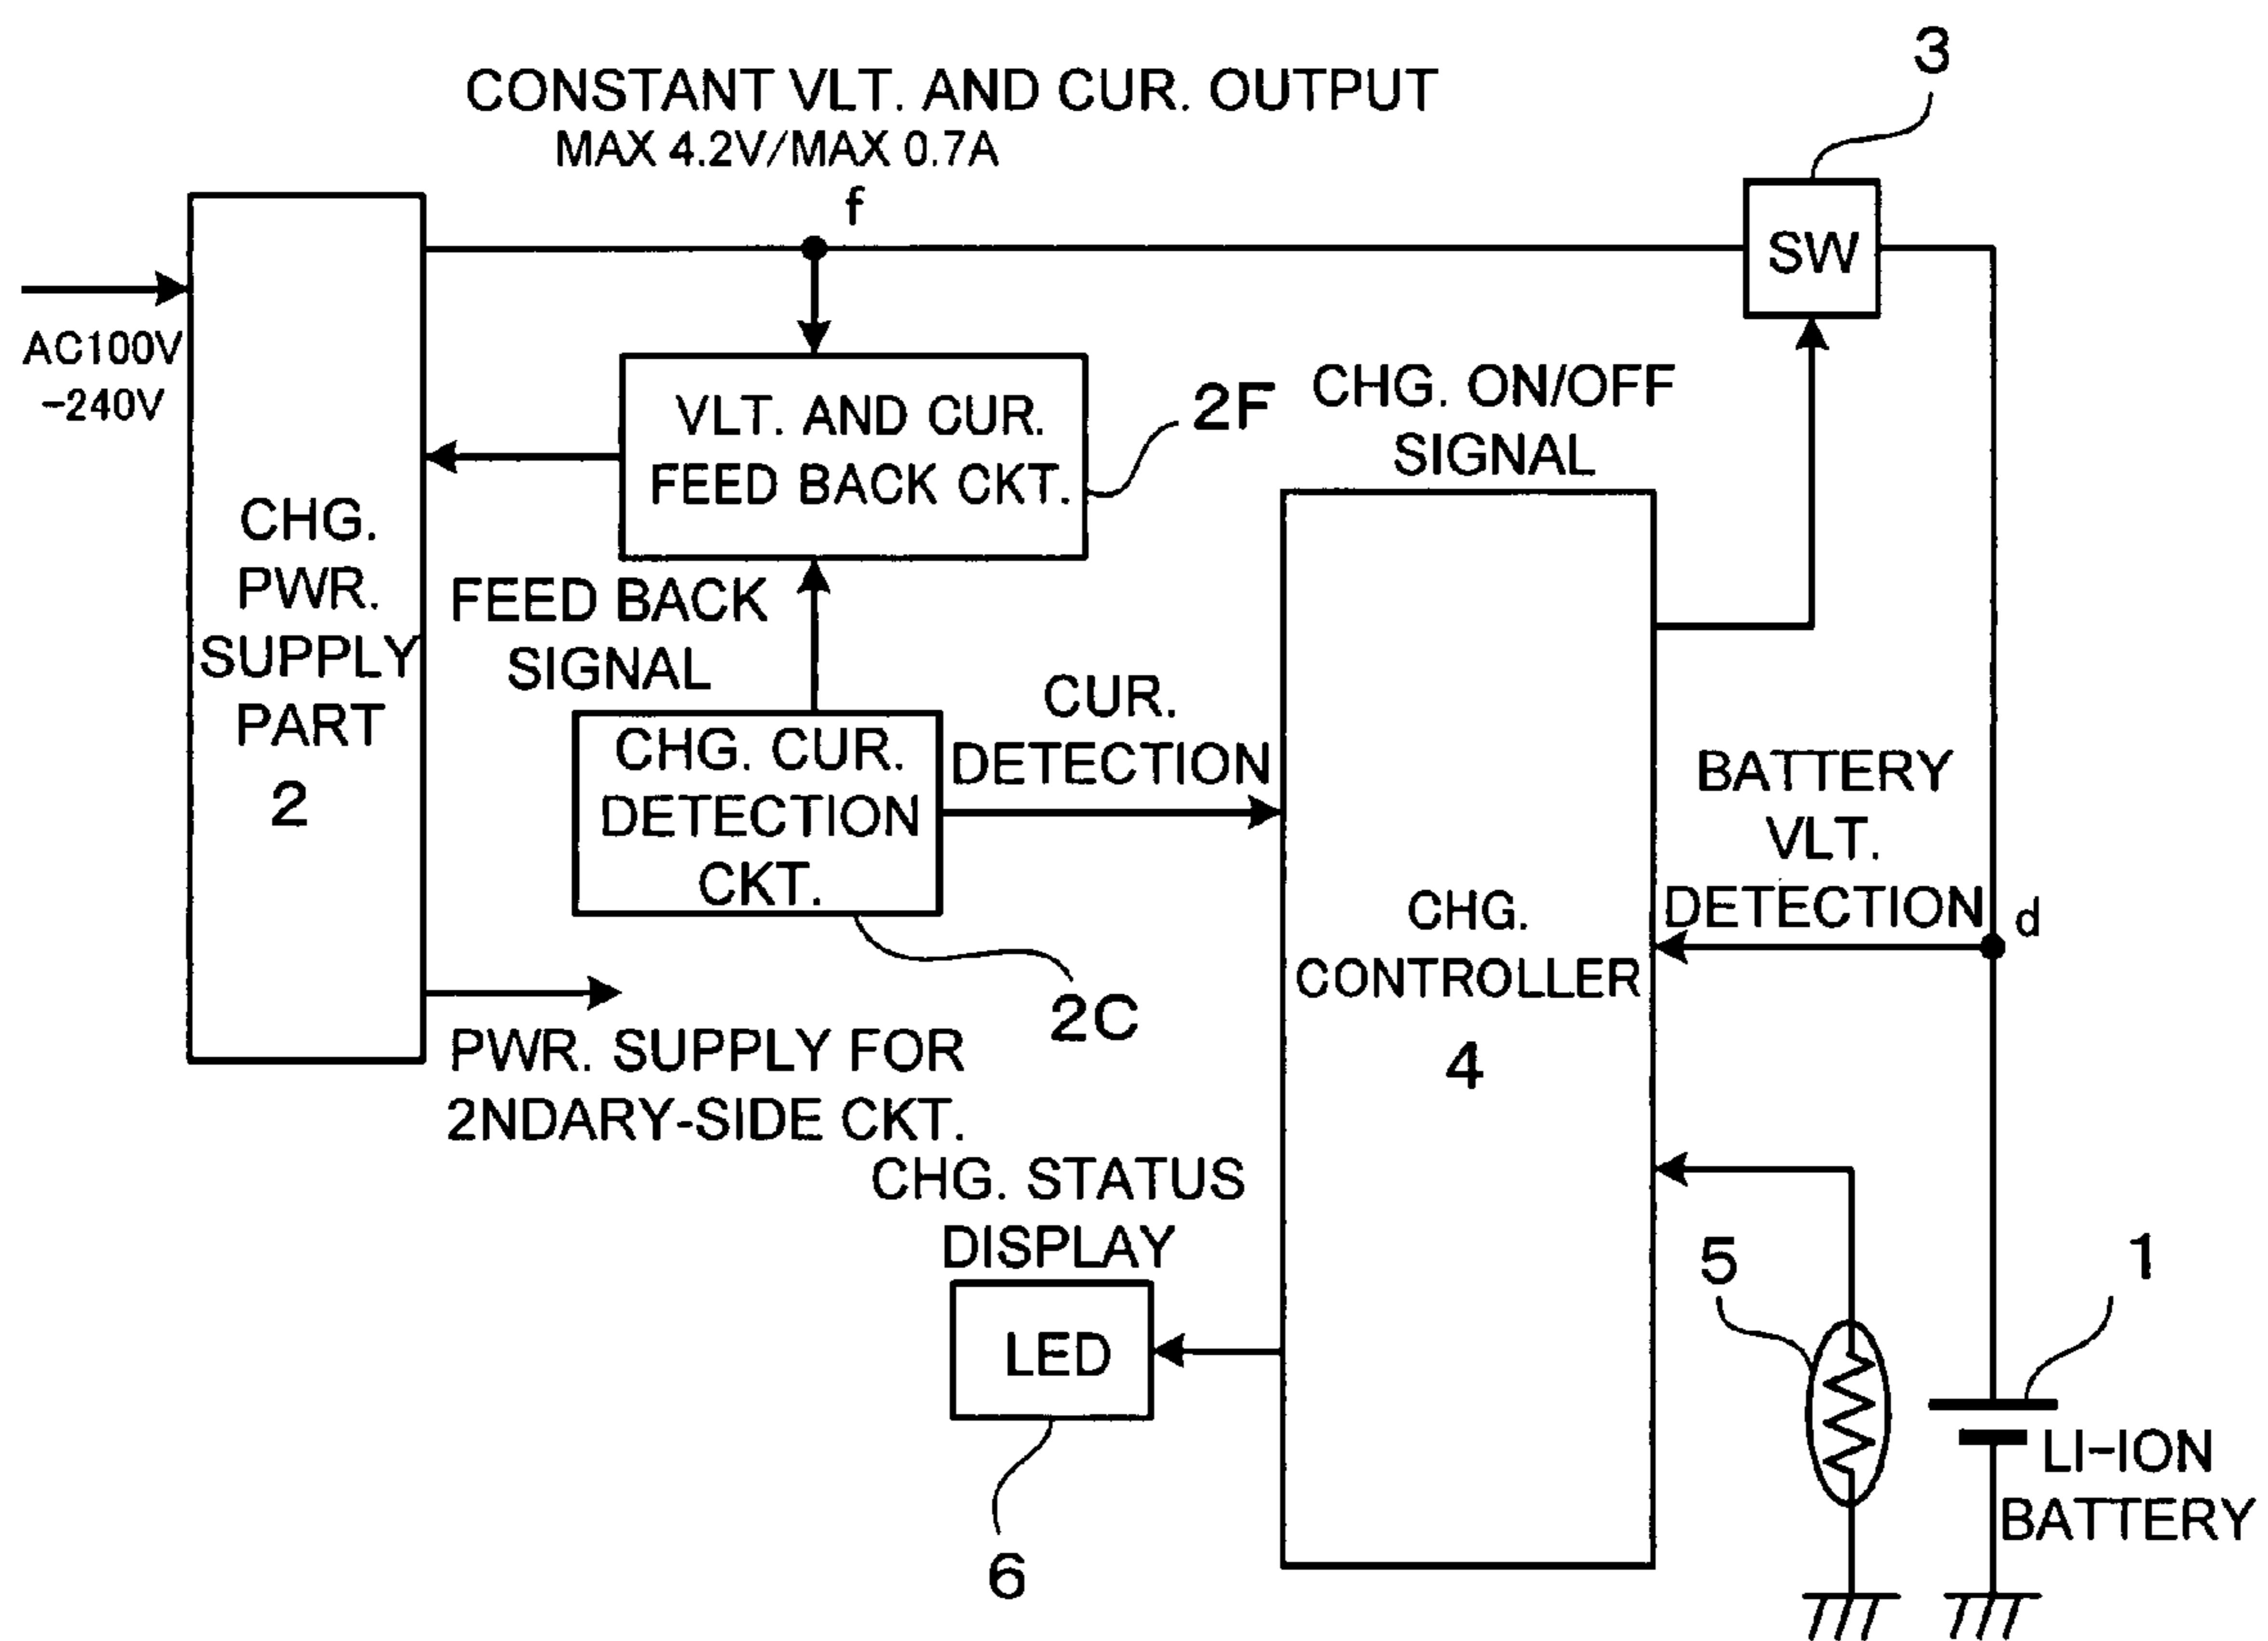 3
CONSTANT VLT. AND CUR. OUTPUT
MAX 4.2V/MAX 0.7A
f
SW
AC100V
-240V
VLT. AND CUR.
FEED BACK CKT.
2F
CHG. ON/OFF
SIGNAL
CHG.
PWR.
SUPPLY
PART
2
FEED BACK
SIGNAL
CUR.
DETECTION
CHG. CUR.
DETECTION
CKT.
2C
BATTERY
VLT.
DETECTION
d
CHG.
CONTROLLER
4
PWR. SUPPLY FOR
2NDARY-SIDE CKT.
CHG. STATUS
DISPLAY
LED
6
5
1
LI-ION
BATTERY